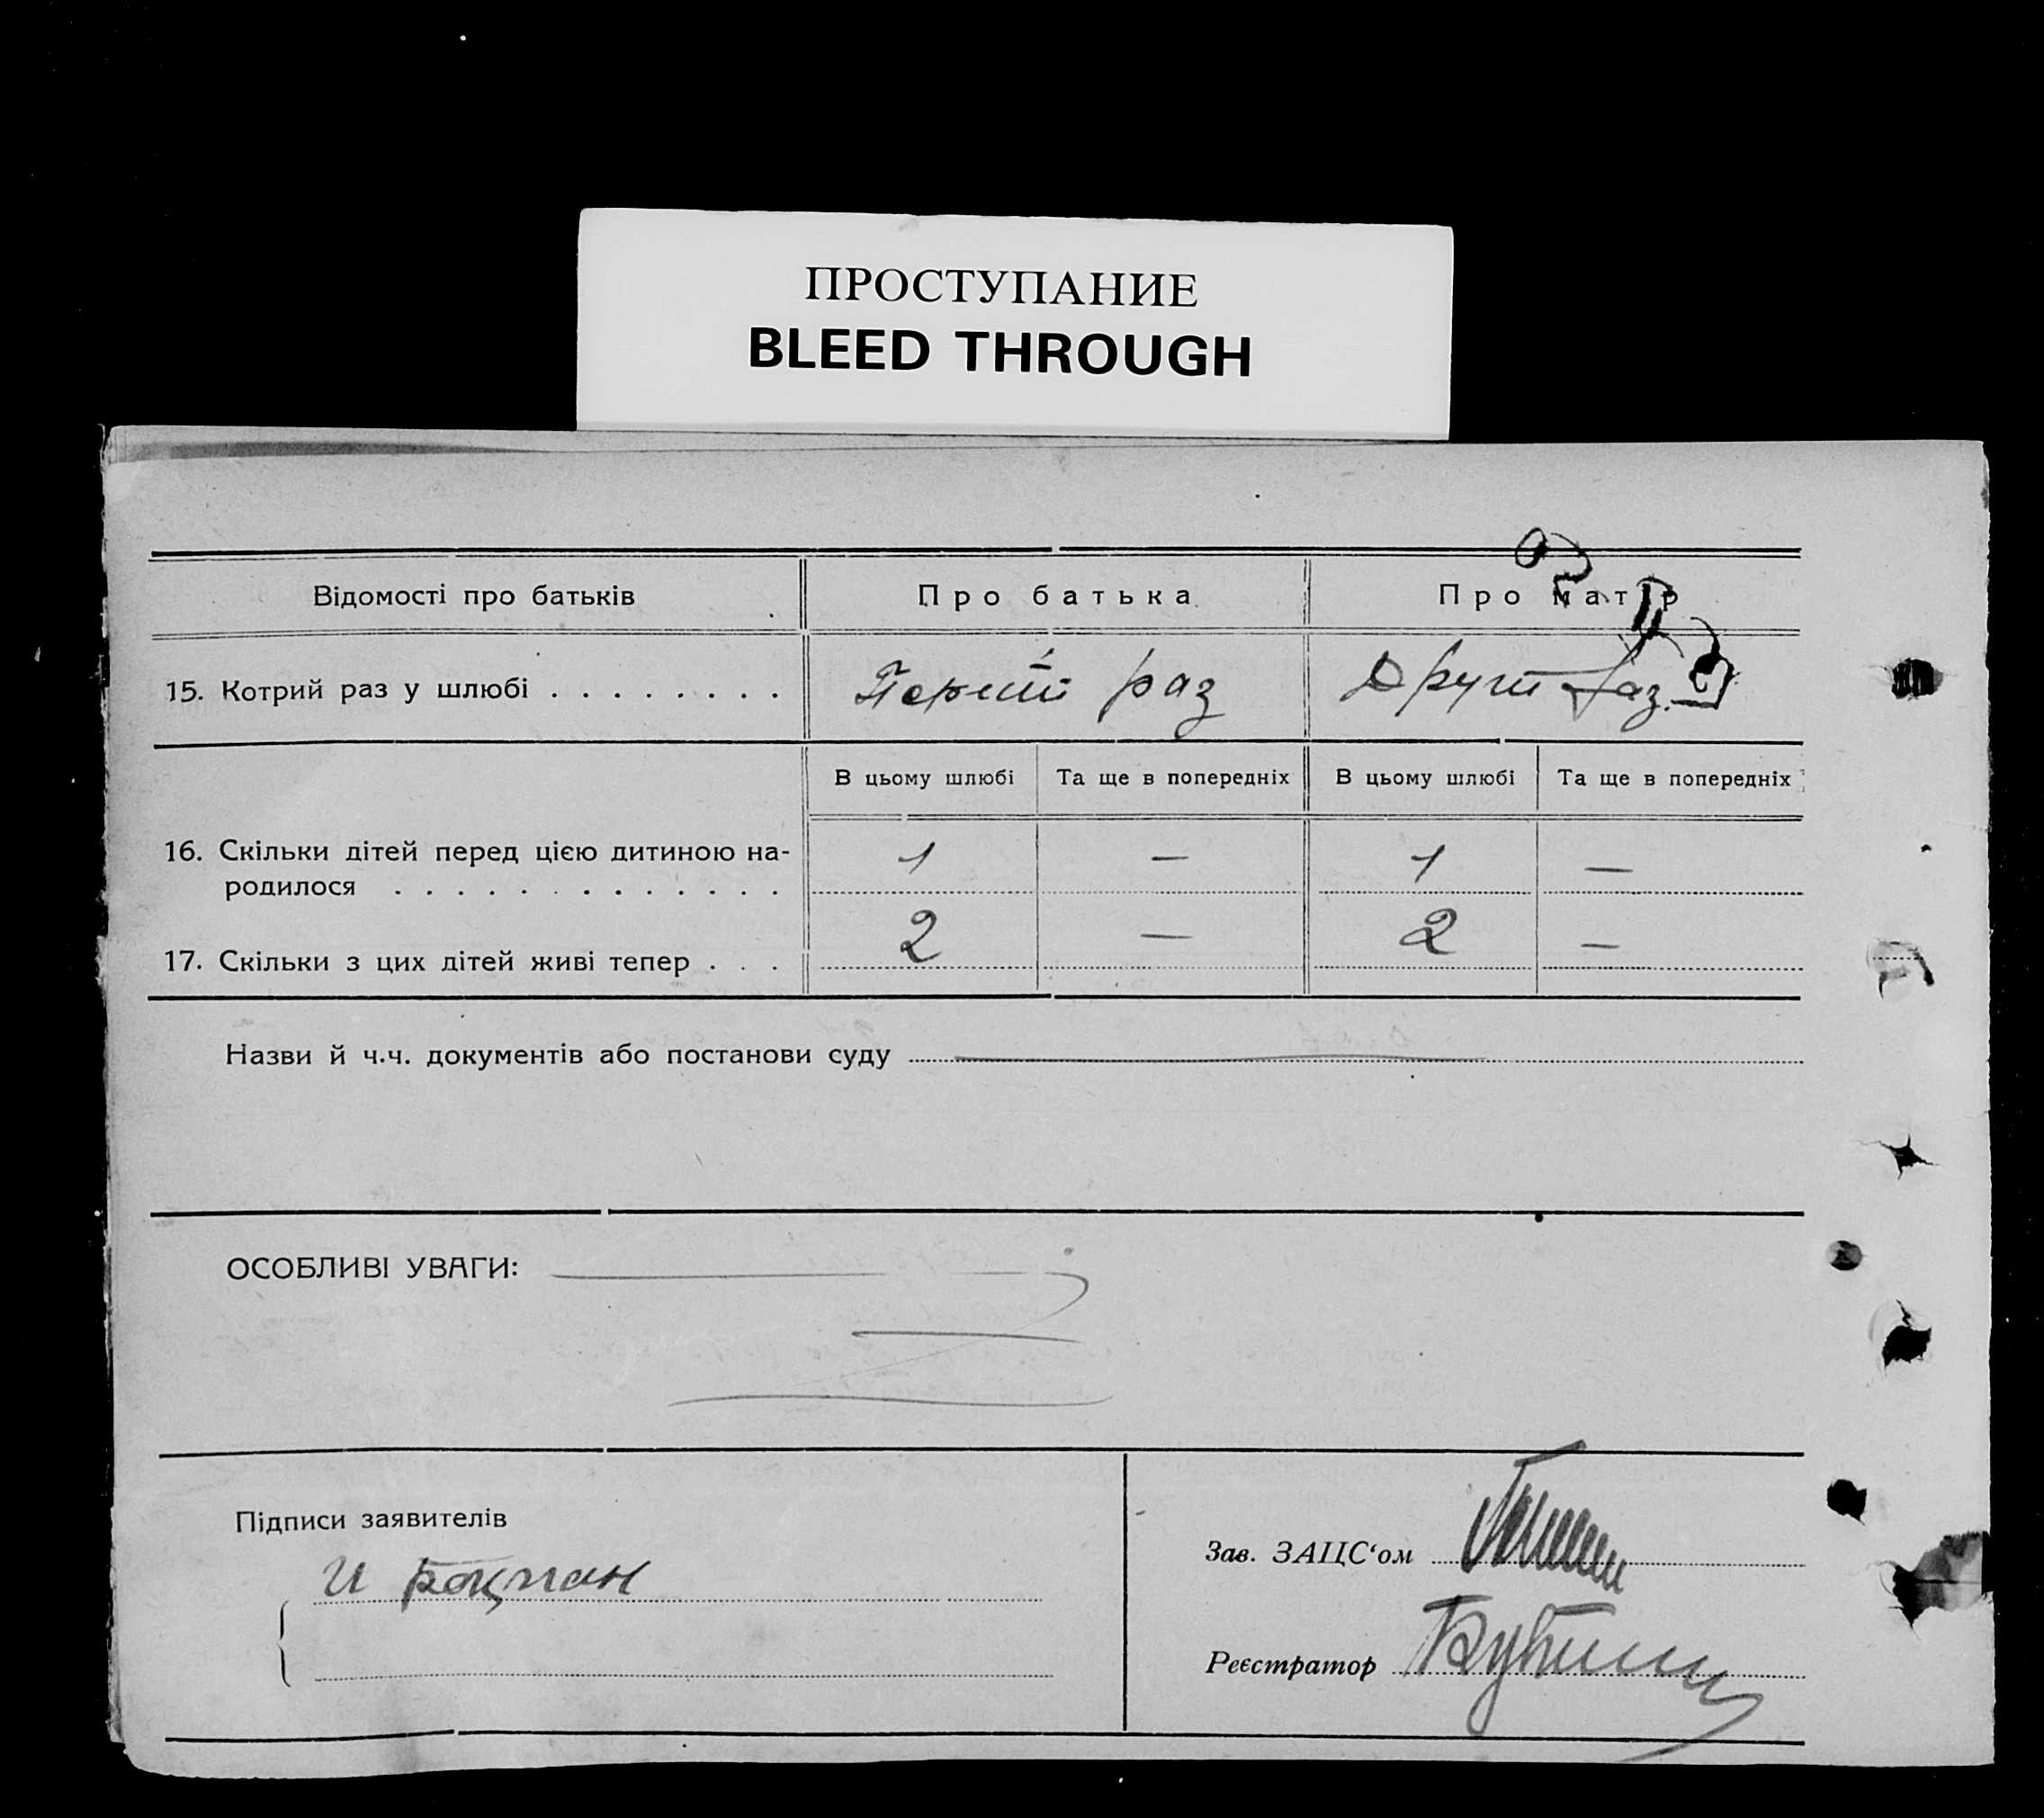 ПРОСТУПАНИЕ
BLEED THROUGH
Відомості про батьків
Про батька
Про матір
15. Котрий раз у шлюбі . . . . . . . . .
раз
раз.
В цьому шлюбі
Та ще в попередніх
В цьому шлюбі
Та ще в попередніх
16. Скільки дітей перед цією дитиною на-
родилося . . . . . . . . . . . . .
1
—
1
—
17. Скільки з цих дітей живі тепер . . .
2
—
2
—
Назви й ч.ч. документів або постанови суду
ОСОБЛИВІ УВАГИ:
Підписи заявителів
Зав. ЗАЦС‘ом
Реєстратор